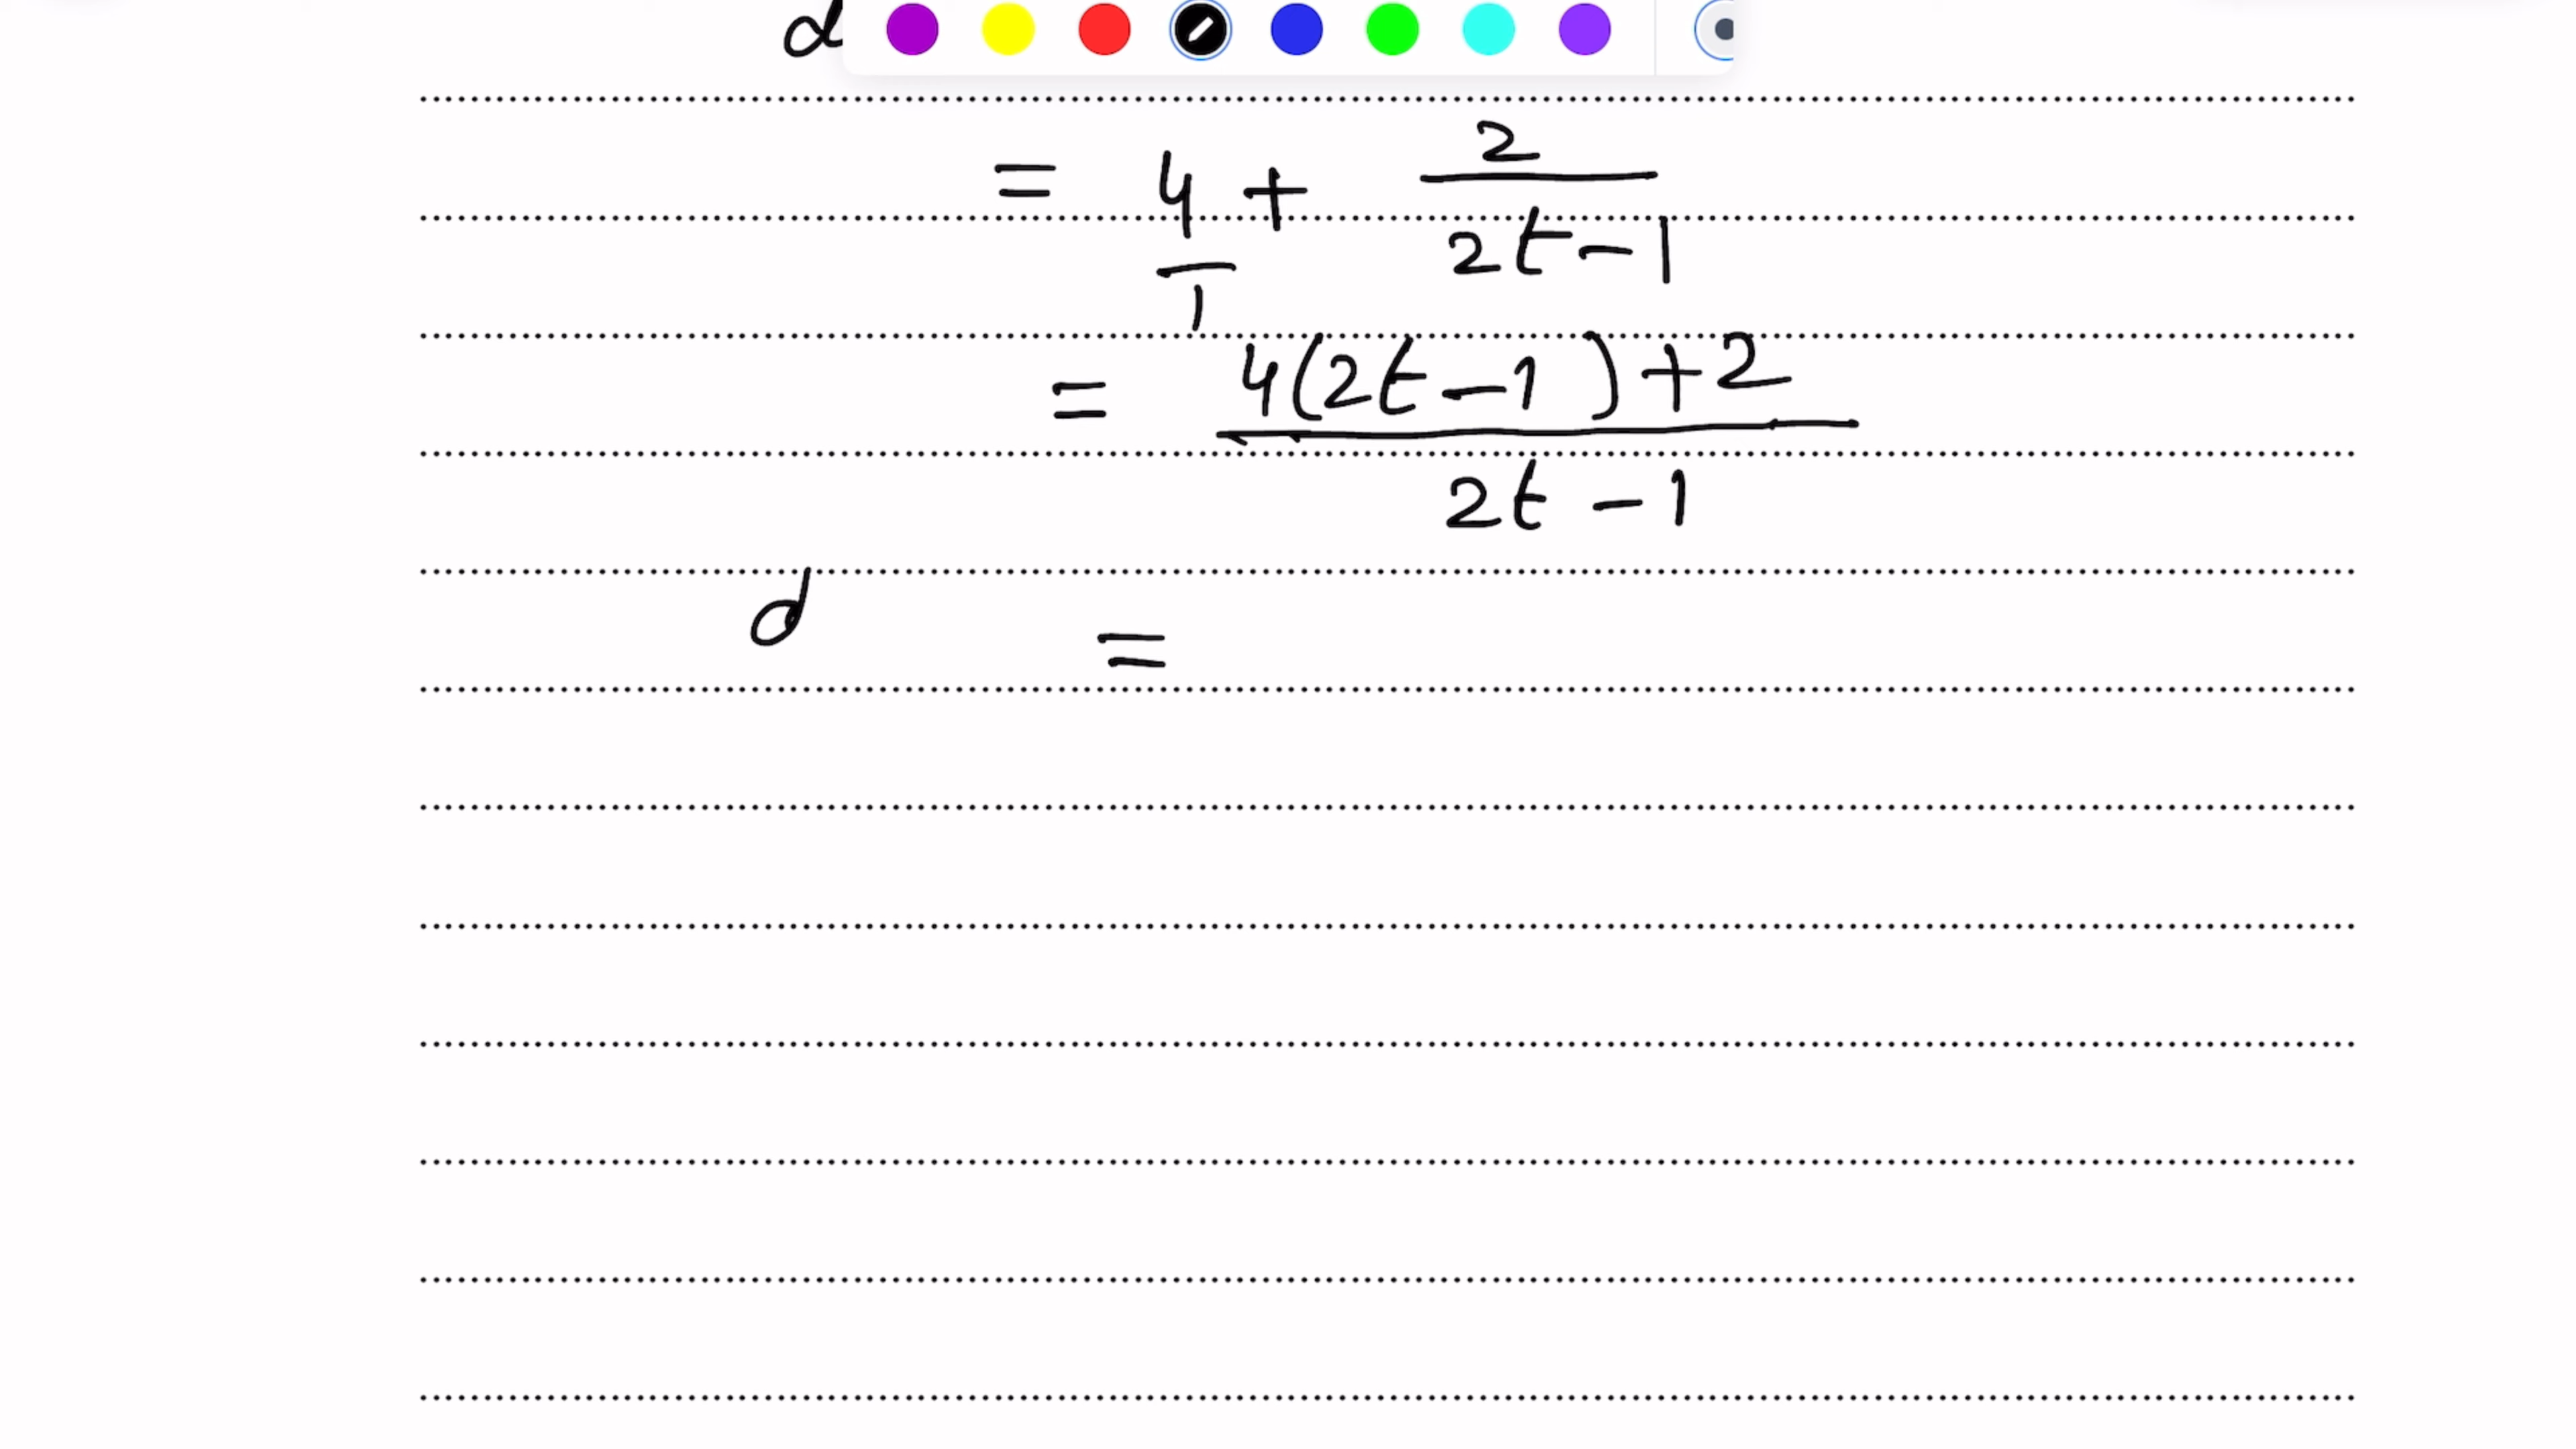 d
= 4/1 + 2/(2t-1)
= (4(2t-1)+2)/(2t-1)
d =